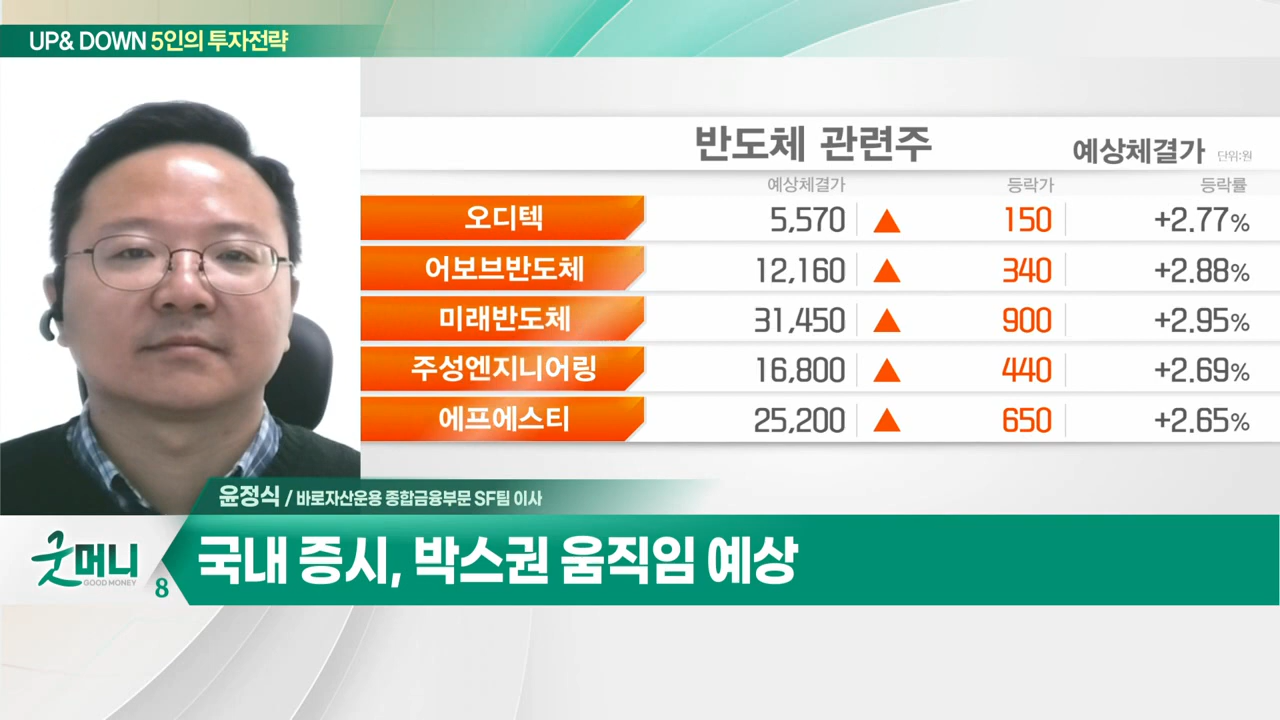 UP& DOWN 5인의 투자전략
반도체 관련주 예상체결가 단위:원
예상체결가 등락가 등락률
오디텍 5,570 ▲ 150 +2.77%
어보브반도체 12,160 ▲ 340 +2.88%
미래반도체 31,450 ▲ 900 +2.95%
주성엔지니어링 16,800 ▲ 440 +2.69%
에프에스티 25,200 ▲ 650 +2.65%
윤정식 / 바로자산운용 종합금융부문 SF팀 이사
굿머니
GOOD MONEY
8
국내 증시, 박스권 움직임 예상